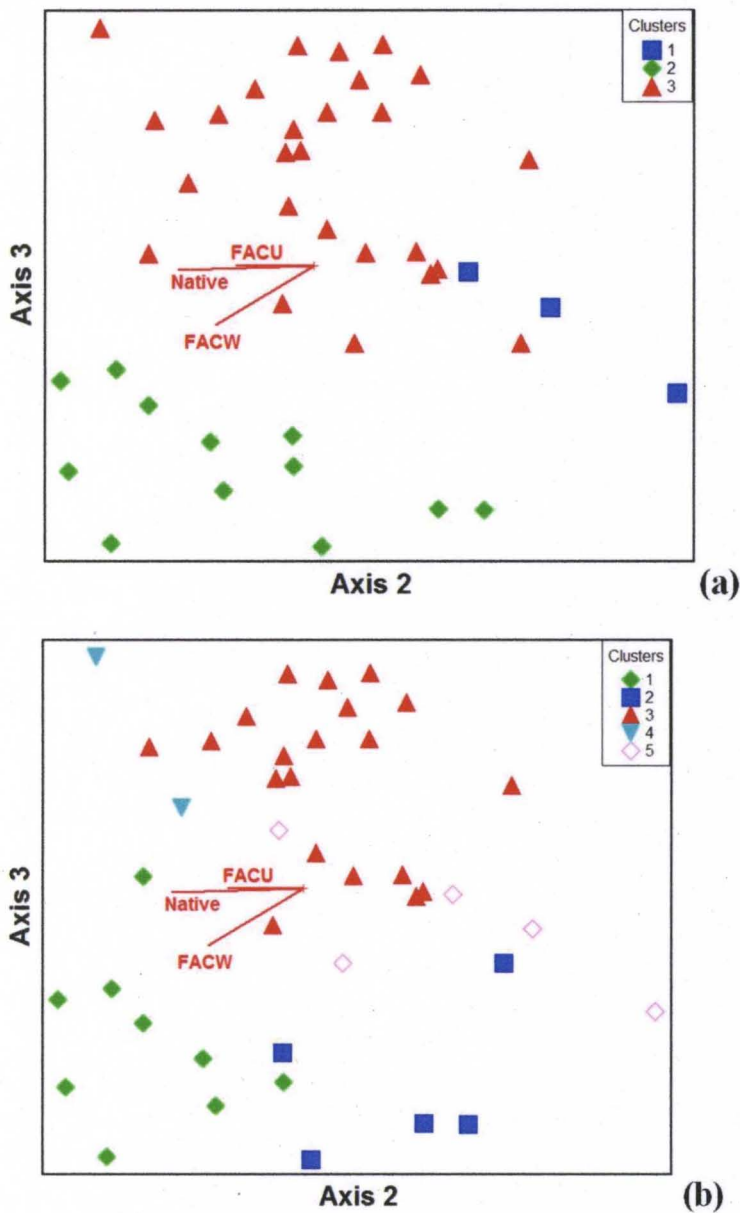 Clusters
1
2
3
Axis 3
FACU
Native
FACW
Axis 2
(a)
Clusters
1
2
3
4
5
Axis 3
FACU
Native
FACW
Axis 2
(b)